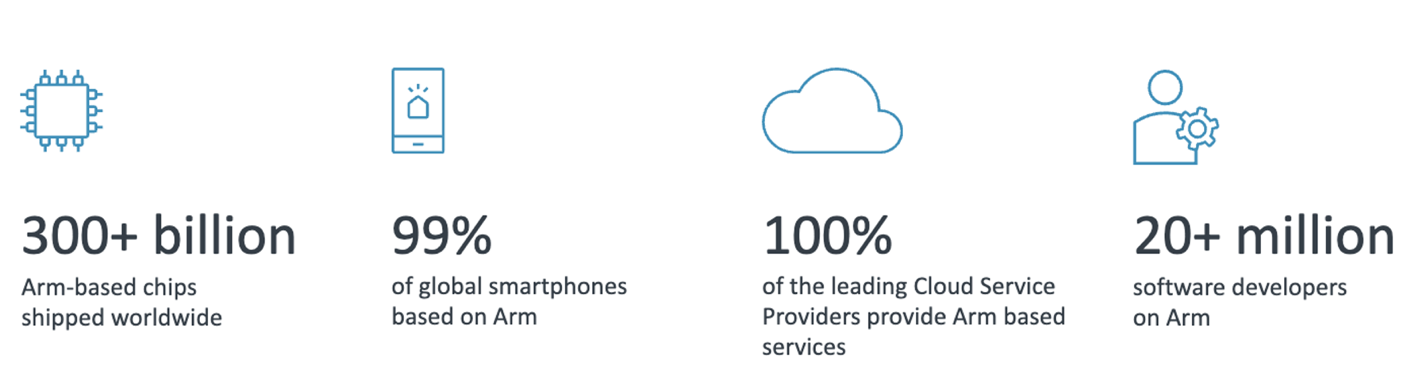 300+ billion
Arm-based chips
shipped worldwide
99%
of global smartphones
based on Arm
100%
of the leading Cloud Service
Providers provide Arm based
services
20+ million
software developers
on Arm